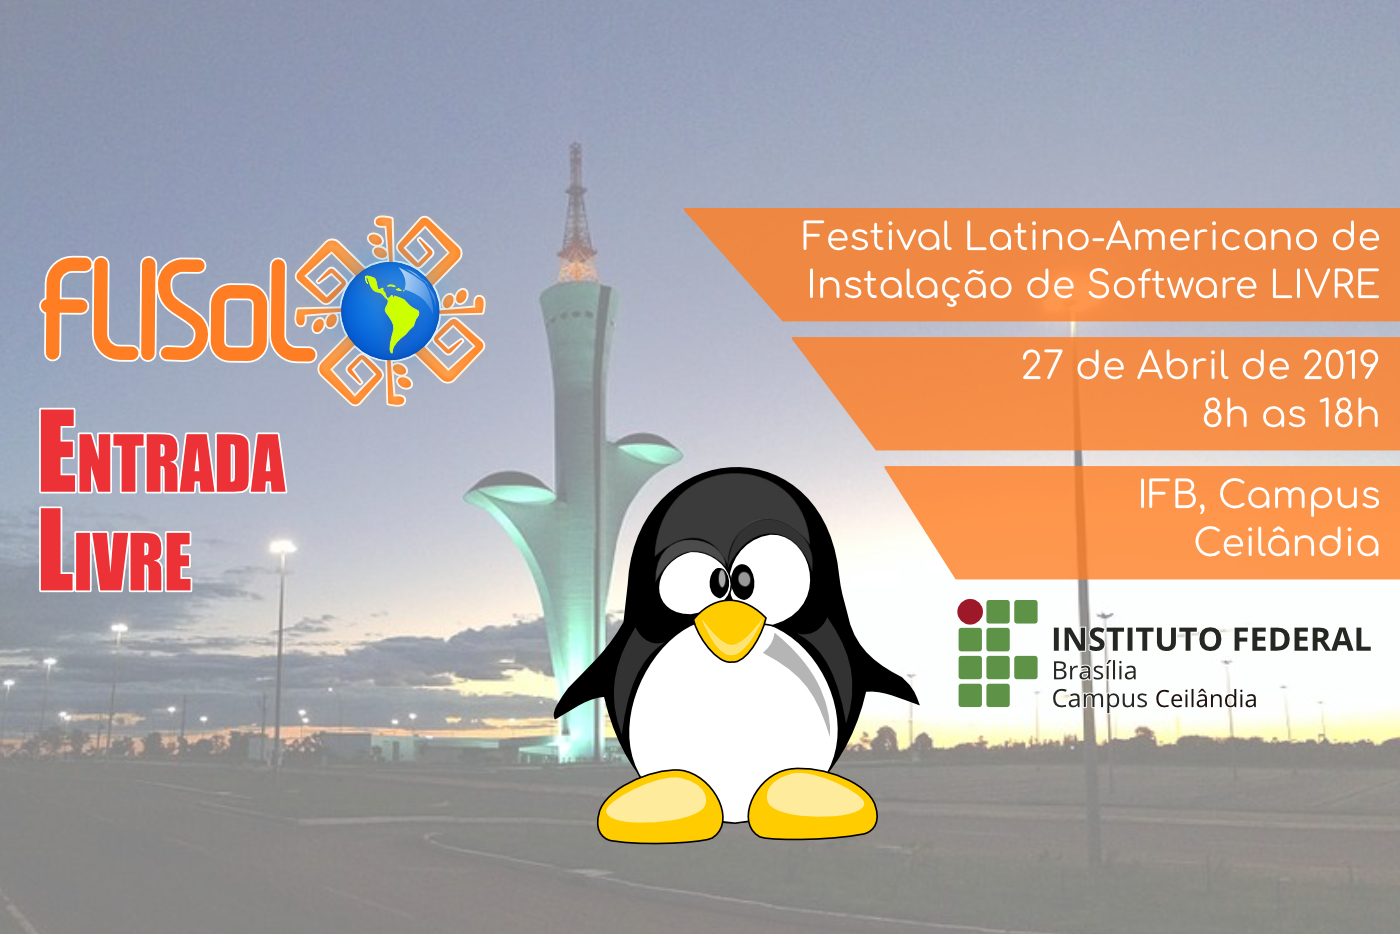 FLISoL
ENTRADA
LIVRE
Festival Latino-Americano de
Instalação de Software LIVRE
27 de Abril de 2019
8h as 18h
IFB, Campus
Ceilândia
INSTITUTO FEDERAL
Brasília
Campus Ceilândia